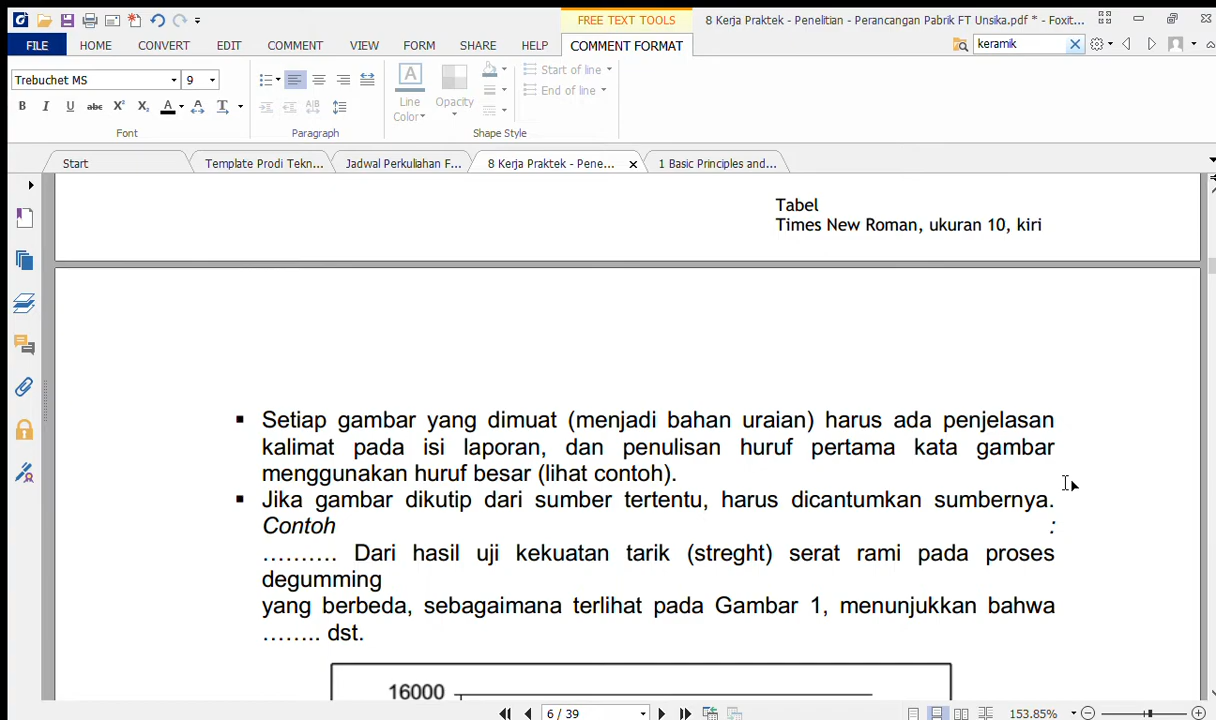 FREE TEXT TOOLS
8 Kerja Praktek - Penelitian - Perancangan Pabrik FT Unsika.pdf * - Foxit...
FILE HOME CONVERT EDIT COMMENT VIEW FORM SHARE HELP COMMENT FORMAT
keramik
Trebuchet MS 9
Line Color
Opacity
Start of line
End of line
B I U abc X² X₂ A
Font Paragraph Shape Style
Start Template Prodi Tekn... Jadwal Perkuliahan F... 8 Kerja Praktek - Pene... 1 Basic Principles and...
Tabel
Times New Roman, ukuran 10, kiri
▪ Setiap gambar yang dimuat (menjadi bahan uraian) harus ada penjelasan
kalimat pada isi laporan, dan penulisan huruf pertama kata gambar
menggunakan huruf besar (lihat contoh).
▪ Jika gambar dikutip dari sumber tertentu, harus dicantumkan sumbernya.
Contoh :
………. Dari hasil uji kekuatan tarik (streght) serat rami pada proses
degumming
yang berbeda, sebagaimana terlihat pada Gambar 1, menunjukkan bahwa
…….. dst.
16000
6 / 39
153.85%